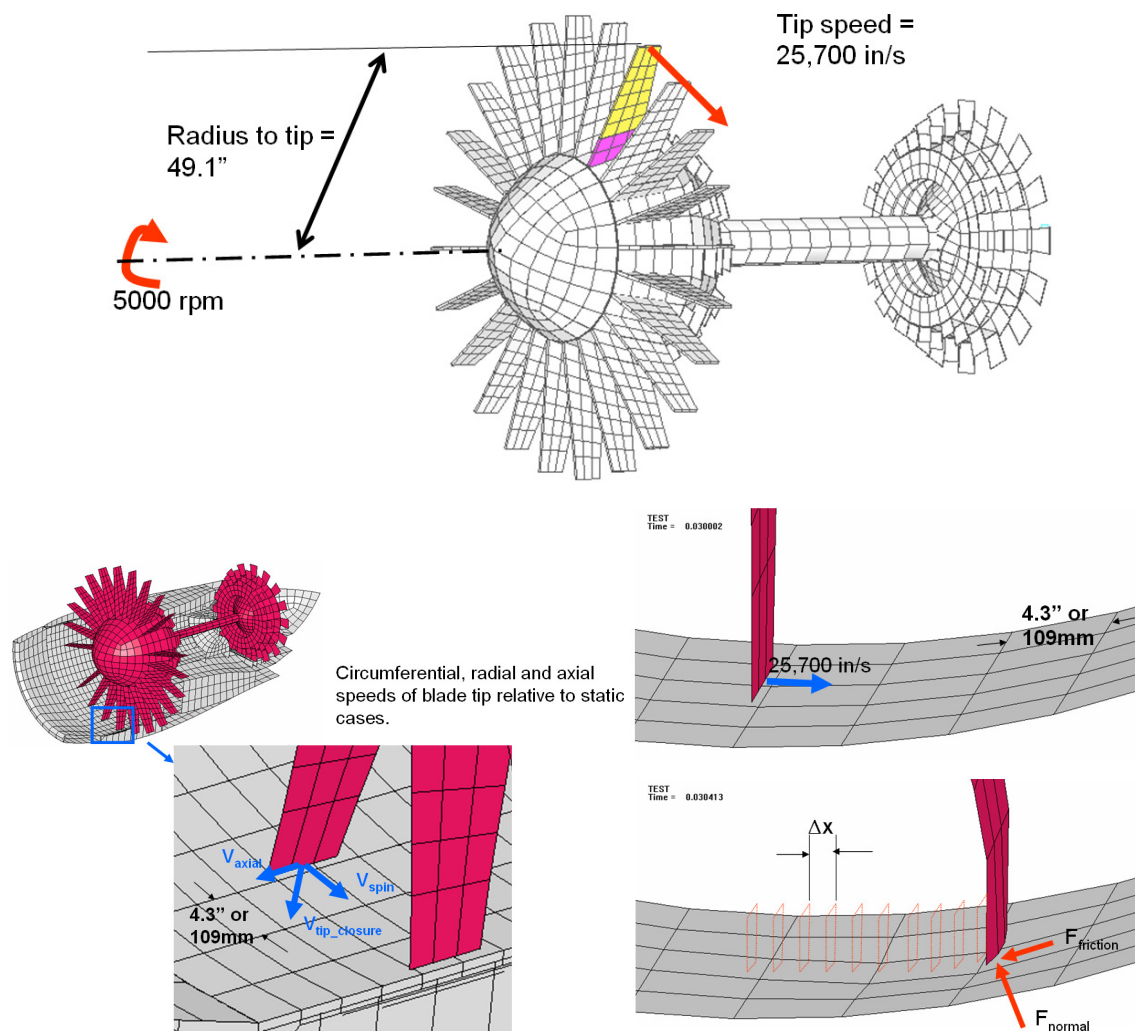 Tip speed =
25,700 in/s
Radius to tip =
49.1”
5000 rpm
TEST
Time = 0.030002
4.3” or
109mm
25,700 in/s
Circumferential, radial and axial
speeds of blade tip relative to static
cases.
Vaxial
Vspin
Vtip_closure
4.3” or
109mm
TEST
Time = 0.030413
Δx
Ffriction
Fnormal